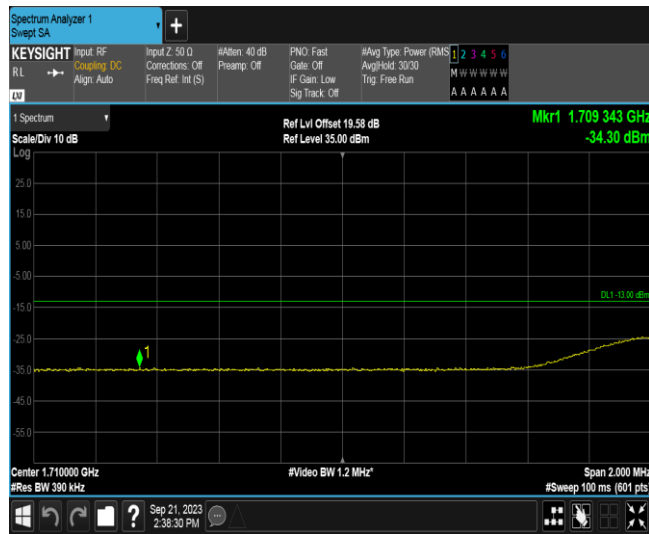 Spectrum Analyzer 1
Swept SA
+
KEYSIGHT Input: RF Input Z: 50 Ω #Atten: 40 dB PNO: Fast #Avg Type: Power (RMS 1 2 3 4 5 6
RL Coupling: DC Corrections: Off Preamp: Off Gate: Off Avg|Hold: 30/30 M W W W W W
Align: Auto Freq Ref: Int (S) IF Gain: Low Trig: Free Run
LXI Sig Track: Off A A A A A A
1 Spectrum Ref Lvl Offset 19.58 dB Mkr1 1.709 343 GHz
Scale/Div 10 dB Ref Level 35.00 dBm -34.30 dBm
Log
25.0
15.0
5.00
-5.00
DL1 -13.00 dBm
-15.0
-25.0
1
-35.0
-45.0
-55.0
Center 1.710000 GHz #Video BW 1.2 MHz* Span 2.000 MHz
#Res BW 390 kHz #Sweep 100 ms (601 pts
? Sep 21, 2023
2:38:30 PM